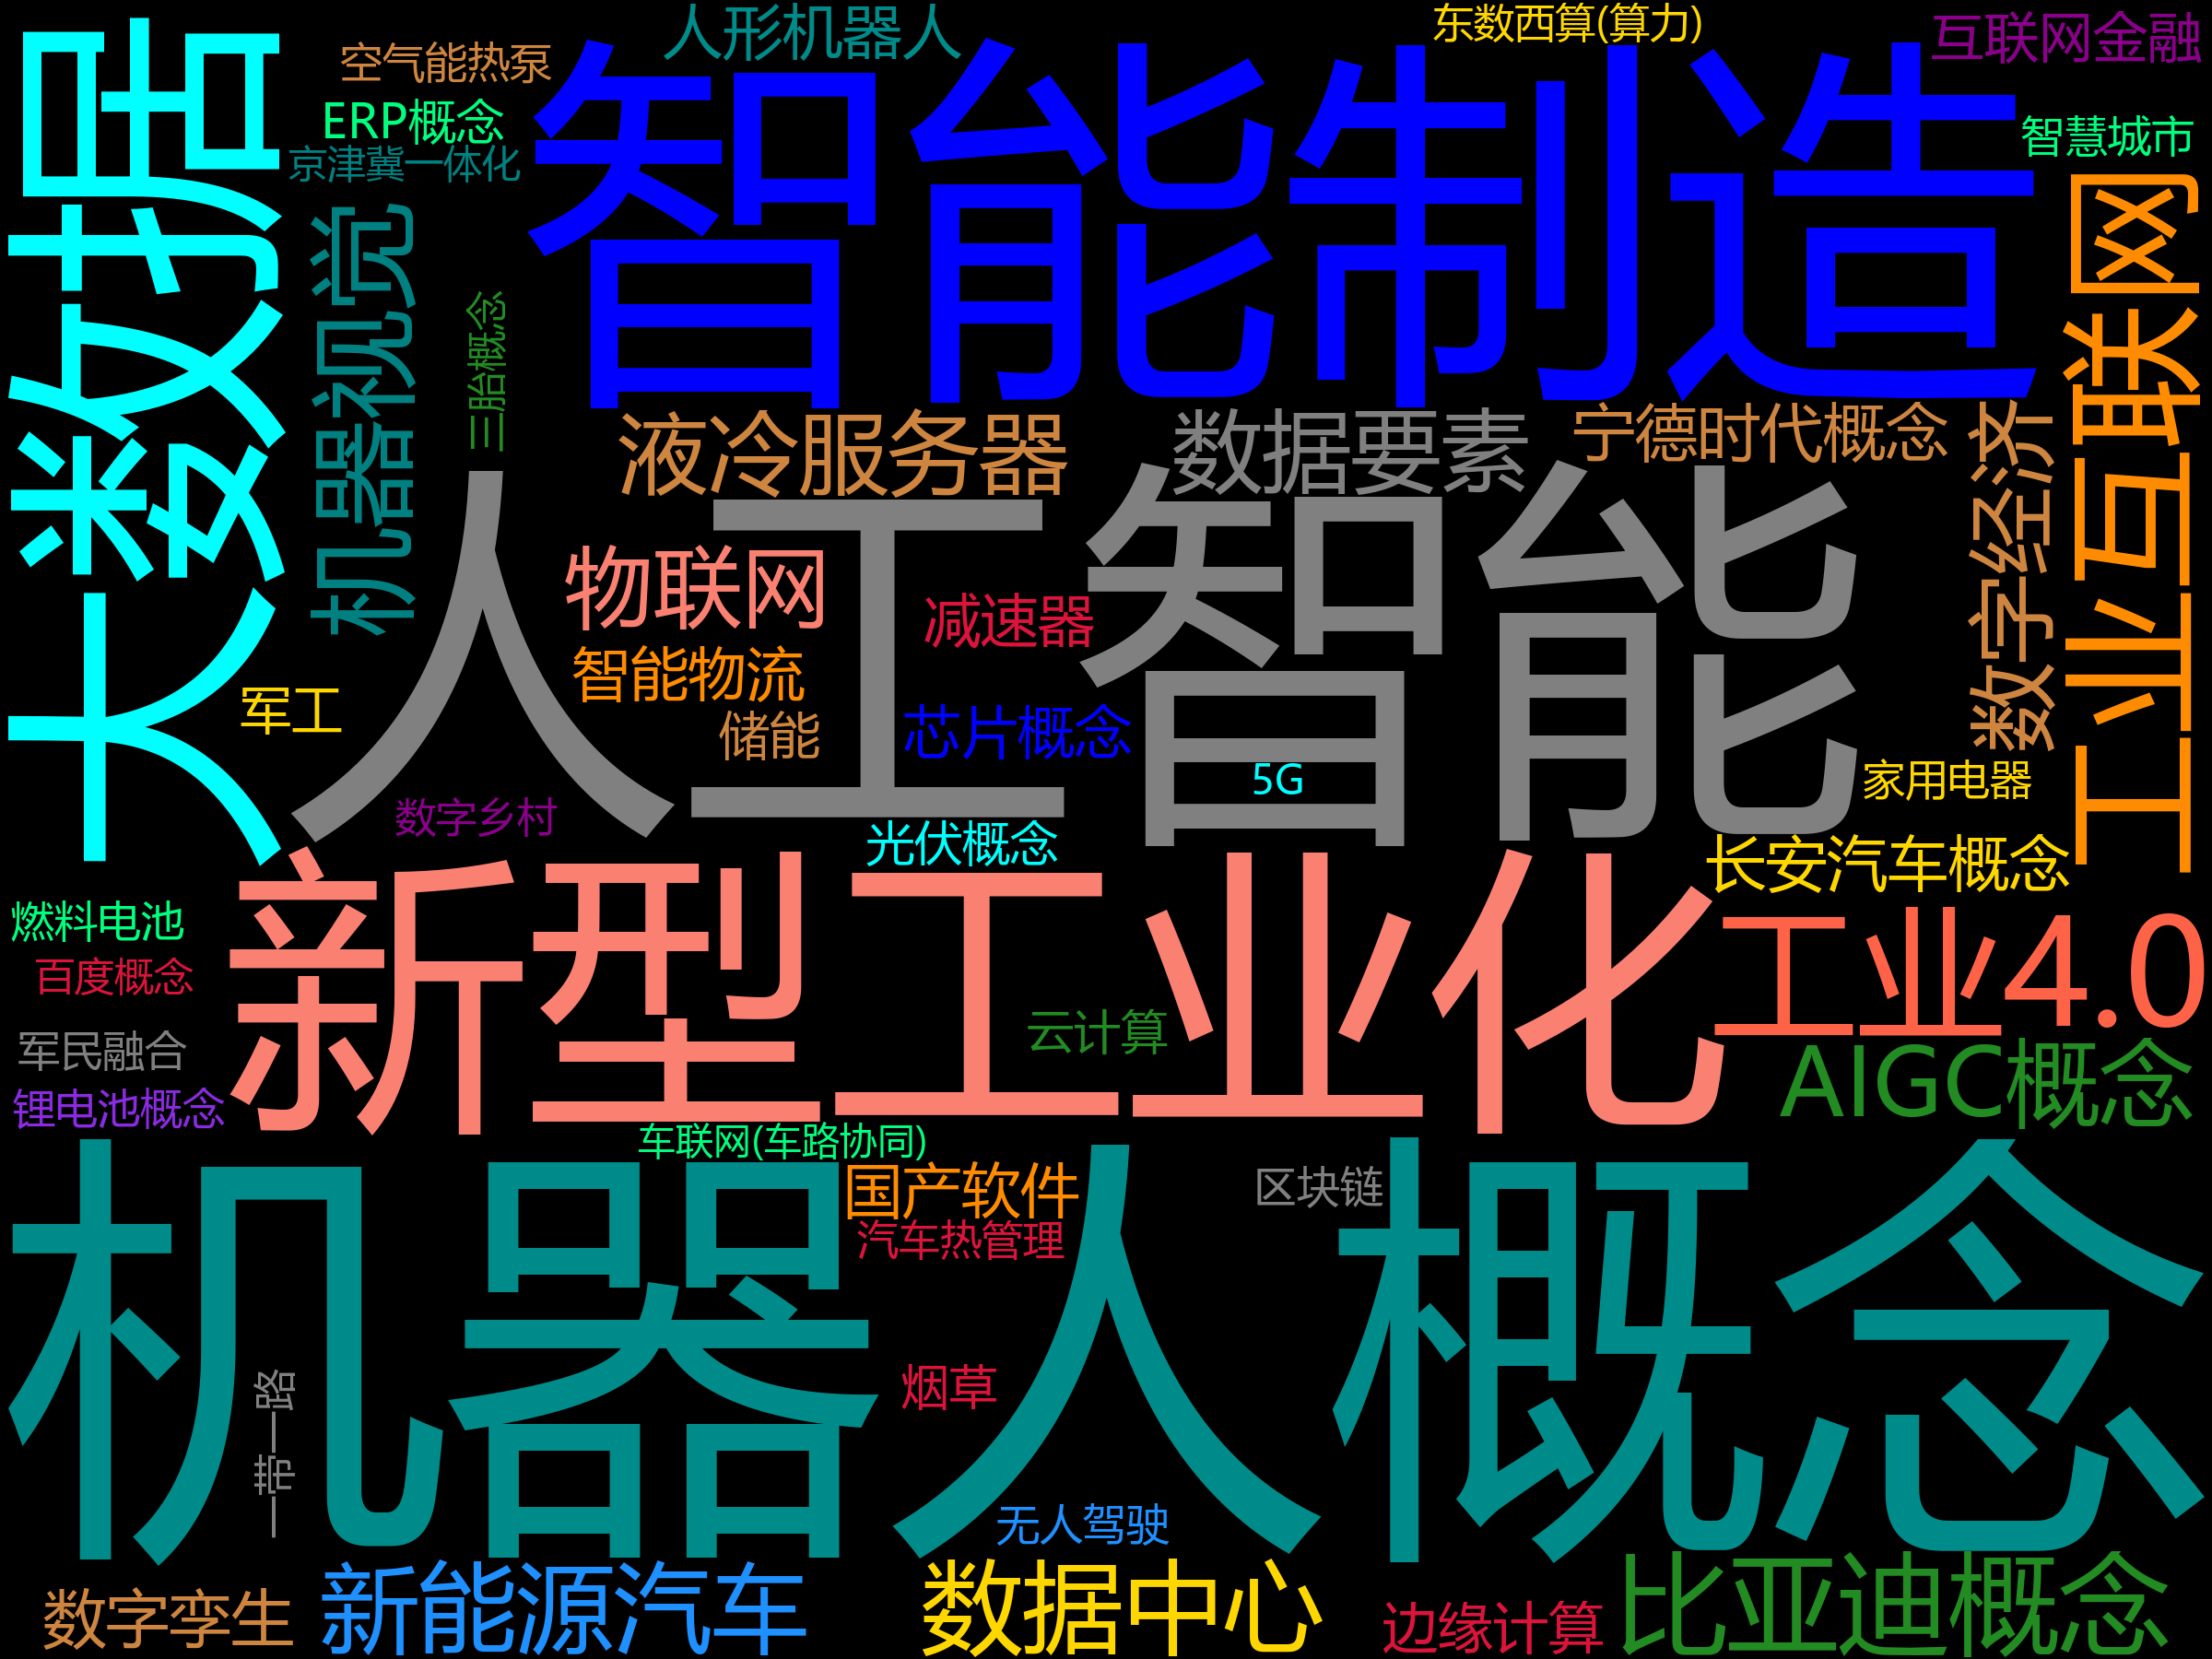 人形机器人
东数西算(算力)
互联网金融
空气能热泵
大数据
智能制造
ERP概念
智慧城市
京津冀一体化
工业互联网
机器视觉
三胎概念
液冷服务器
数据要素
宁德时代概念
数字经济
人工智能
物联网
减速器
智能物流
军工
储能
芯片概念
5G
家用电器
数字乡村
光伏概念
长安汽车概念
新型工业化
燃料电池
工业4.0
百度概念
云计算
军民融合
AIGC概念
锂电池概念
车联网(车路协同)
机器人概念
国产软件
区块链
汽车热管理
一带一路
烟草
无人驾驶
数字孪生
新能源汽车
数据中心
边缘计算
比亚迪概念